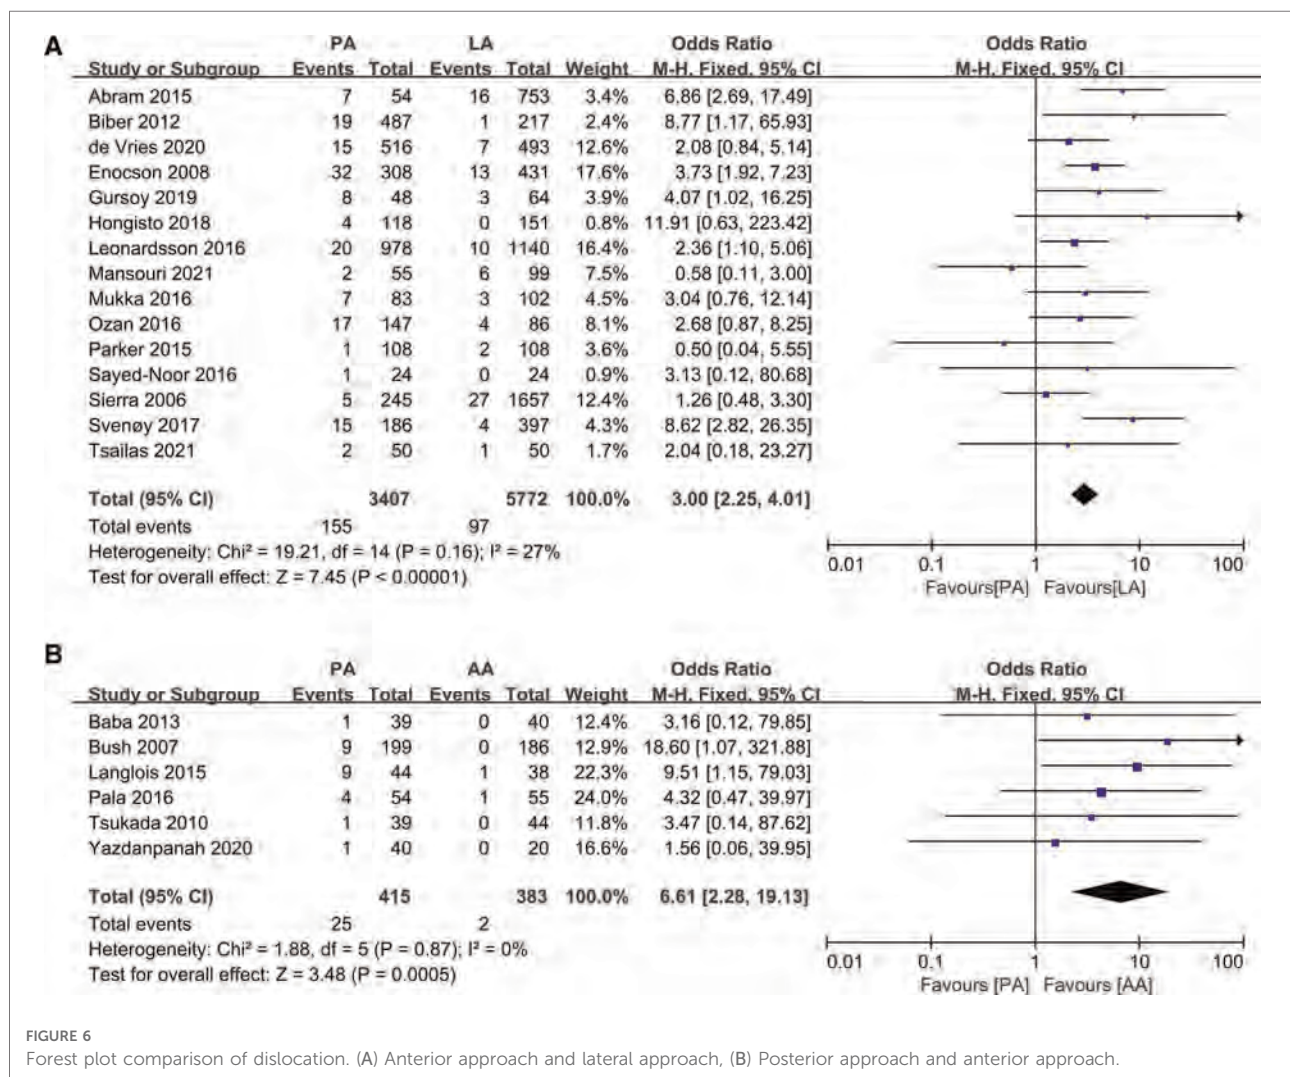 A
PA LA Odds Ratio Odds Ratio
Study or Subgroup Events Total Events Total Weight M-H. Fixed. 95% CI M-H. Fixed. 95% CI
Abram 2015 7 54 16 753 3.4% 6.86 [2.69, 17.49]
Biber 2012 19 487 1 217 2.4% 8.77 [1.17, 65.93]
de Vries 2020 15 516 7 493 12.6% 2.08 [0.84, 5.14]
Enocson 2008 32 308 13 431 17.6% 3.73 [1.92, 7.23]
Gursoy 2019 8 48 3 64 4.0% 4.07 [1.02, 16.25]
Hongisto 2018 4 118 0 151 0.8% 11.91 [0.63, 223.42]
Leonardsson 2016 20 978 10 1140 16.4% 2.36 [1.10, 5.06]
Mansouri 2021 2 55 6 99 7.5% 0.58 [0.11, 3.00]
Mukka 2016 7 83 3 102 4.5% 3.04 [0.76, 12.14]
Ozan 2016 17 147 4 86 8.1% 2.68 [0.87, 8.25]
Parker 2015 1 108 2 108 3.6% 0.50 [0.04, 5.55]
Sayed-Noor 2016 1 24 0 24 0.9% 3.13 [0.12, 80.68]
Sierra 2006 5 245 27 1657 12.4% 1.26 [0.48, 3.30]
Svenøy 2017 15 186 4 397 4.3% 8.62 [2.82, 26.35]
Tsailas 2021 2 50 1 50 1.7% 2.04 [0.18, 23.27]
Total (95% CI) 3407 5772 100.0% 3.00 [2.25, 4.01]
Total events 155 97
Heterogeneity: Chi² = 19.21, df = 14 (P = 0.16); I² = 27%
Test for overall effect: Z = 7.45 (P < 0.00001)
0.01 0.1 1 10 100
Favours[PA] Favours[LA]
B
PA AA Odds Ratio Odds Ratio
Study or Subgroup Events Total Events Total Weight M-H. Fixed. 95% CI M-H. Fixed. 95% CI
Baba 2013 1 39 0 40 12.4% 3.16 [0.12, 79.85]
Bush 2007 9 199 0 186 12.9% 18.60 [1.07, 321.88]
Langlois 2015 9 44 1 38 22.3% 9.51 [1.15, 79.03]
Pala 2016 4 54 1 55 24.0% 4.32 [0.47, 39.97]
Tsukada 2010 1 39 0 44 11.8% 3.47 [0.14, 87.62]
Yazdanpanah 2020 1 40 0 20 16.6% 1.56 [0.06, 39.95]
Total (95% CI) 415 383 100.0% 6.61 [2.28, 19.13]
Total events 25 2
Heterogeneity: Chi² = 1.88, df = 5 (P = 0.87); I² = 0%
Test for overall effect: Z = 3.48 (P = 0.0005)
0.01 0.1 1 10 100
Favours [PA] Favours [AA]
FIGURE 6
Forest plot comparison of dislocation. (A) Anterior approach and lateral approach, (B) Posterior approach and anterior approach.